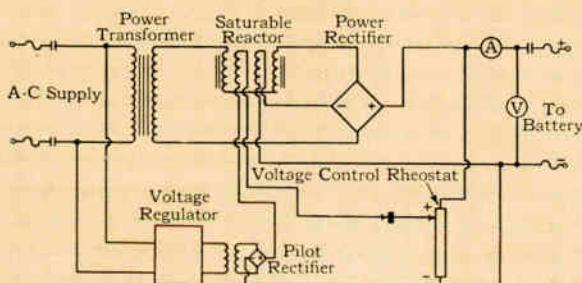 Power
Transformer
Saturable
Reactor
Power
Rectifier
A
+
A-C Supply
− +
V
To
Battery
−
Voltage Control Rheostat
+
Voltage
Regulator
Pilot
Rectifier
−